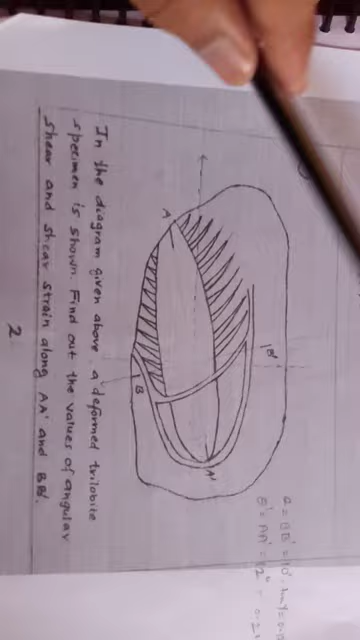 A
B'
B
A'
In the diagram given above a deformed trilobite
specimen is shown. Find out the values of angular
shear and shear strain along AA' and BB'.
2